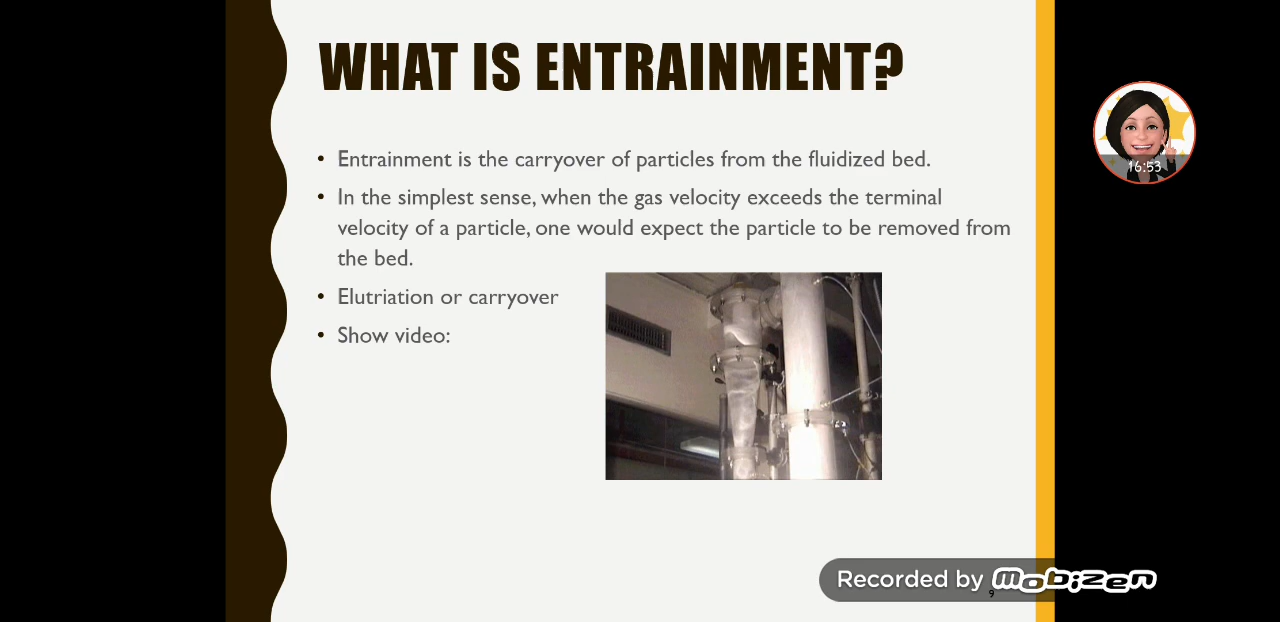 WHAT IS ENTRAINMENT?
• Entrainment is the carryover of particles from the fluidized bed.
• In the simplest sense, when the gas velocity exceeds the terminal
velocity of a particle, one would expect the particle to be removed from
the bed.
• Elutriation or carryover
• Show video:
16:53
Recorded by mobizen
9